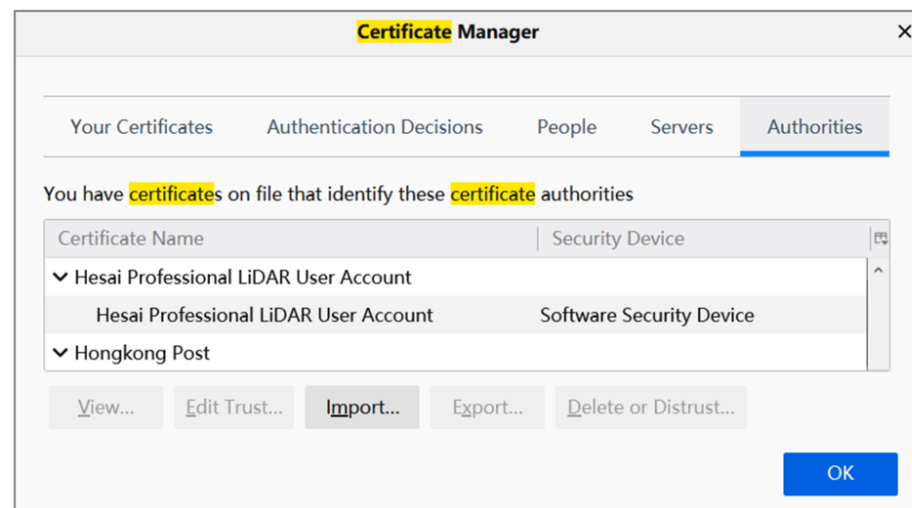 Certificate Manager
Your Certificates Authentication Decisions People Servers Authorities
You have certificates on file that identify these certificate authorities
Certificate Name Security Device
Hesai Professional LiDAR User Account
Hesai Professional LiDAR User Account Software Security Device
Hongkong Post
View... Edit Trust... Import... Export... Delete or Distrust...
OK